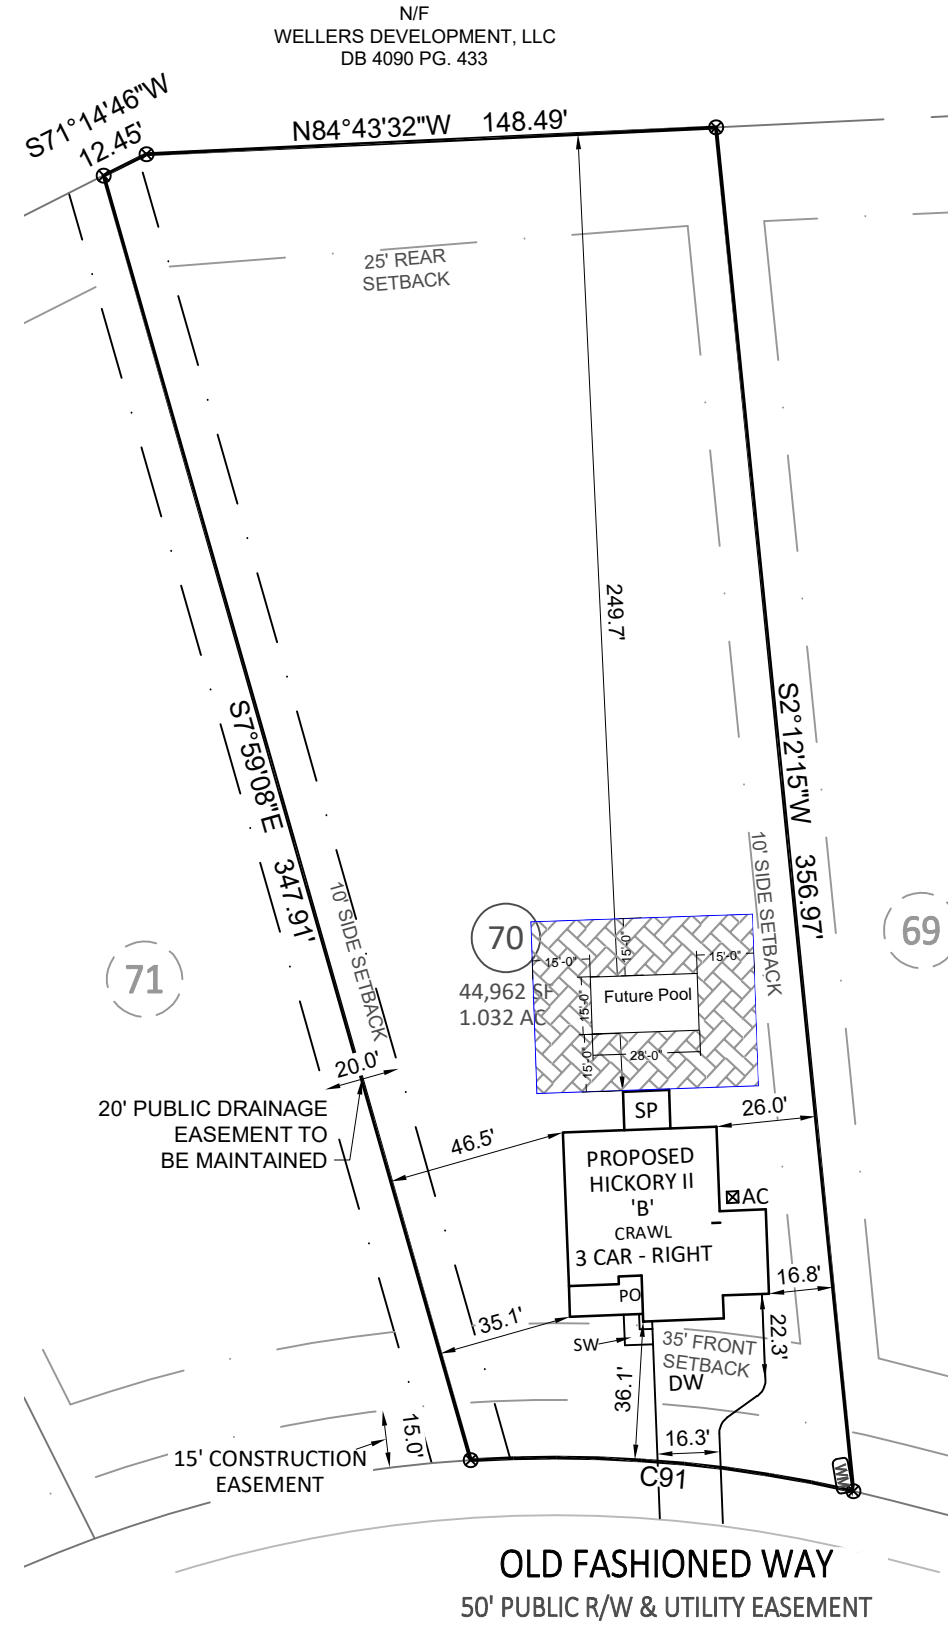 N/F
WELLERS DEVELOPMENT, LLC
DB 4090 PG. 433
S71°14'46"W
12.45'
N84°43'32"W 148.49'
25' REAR
SETBACK
249.7'
S7°59'08"E 347.91'
S2°12'15"W 356.97'
10' SIDE SETBACK
10' SIDE SETBACK
71
70
69
44,962 SF
1.032 AC
15'-0"
15'-0"
15'-0"
15'-0"
15'-0"
28'-0"
Future Pool
20.0'
20' PUBLIC DRAINAGE
EASEMENT TO
BE MAINTAINED
SP
26.0'
46.5'
PROPOSED
HICKORY II
'B'
CRAWL
3 CAR - RIGHT
AC
16.8'
PO
35.1'
SW
35' FRONT
SETBACK
22.3'
DW
36.1'
16.3'
15.0'
15' CONSTRUCTION
EASEMENT
C91
WM
OLD FASHIONED WAY
50' PUBLIC R/W & UTILITY EASEMENT